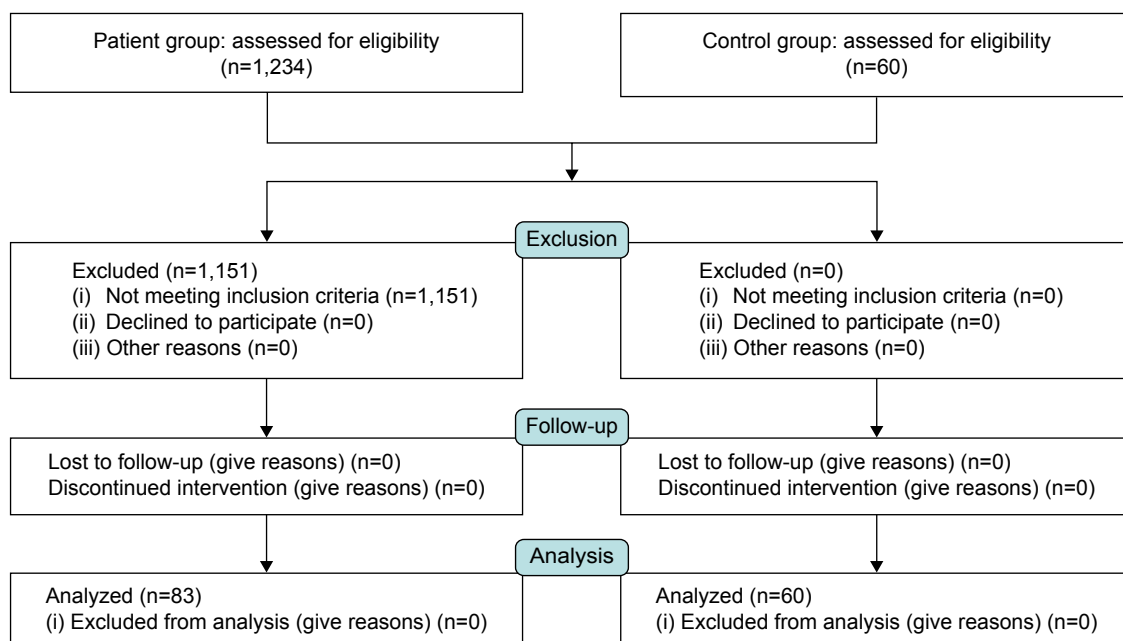 Patient group: assessed for eligibility
(n=1,234)
Control group: assessed for eligibility
(n=60)
Exclusion
Excluded (n=1,151)
(i) Not meeting inclusion criteria (n=1,151)
(ii) Declined to participate (n=0)
(iii) Other reasons (n=0)
Excluded (n=0)
(i) Not meeting inclusion criteria (n=0)
(ii) Declined to participate (n=0)
(iii) Other reasons (n=0)
Follow-up
Lost to follow-up (give reasons) (n=0)
Discontinued intervention (give reasons) (n=0)
Lost to follow-up (give reasons) (n=0)
Discontinued intervention (give reasons) (n=0)
Analysis
Analyzed (n=83)
(i) Excluded from analysis (give reasons) (n=0)
Analyzed (n=60)
(i) Excluded from analysis (give reasons) (n=0)